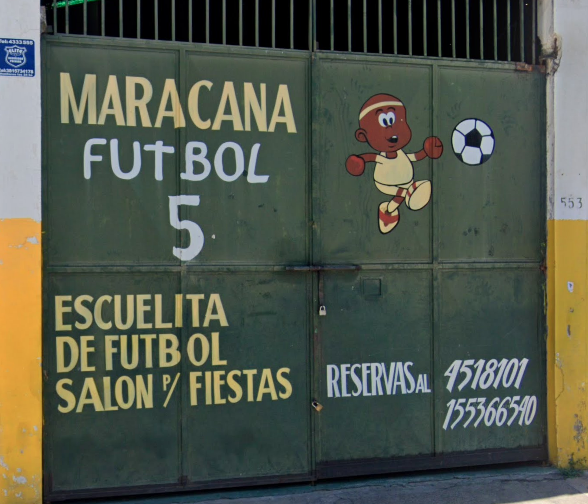 MARACANA
FUTBOL
5
ESCUELITA
DE FUTBOL
SALON P/ FIESTAS
RESERVAS AL
4518101
155366540
553